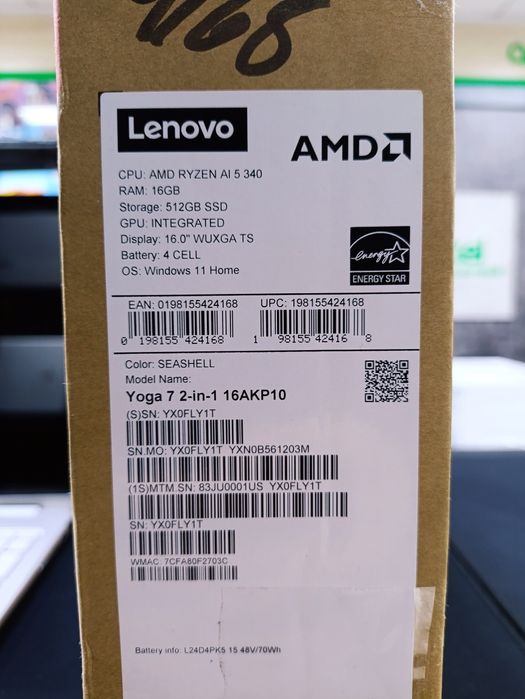 V68
Lenovo
AMD
CPU: AMD RYZEN AI 5 340
RAM: 16GB
Storage: 512GB SSD
GPU: INTEGRATED
Display: 16.0" WUXGA TS
Battery: 4 CELL
OS: Windows 11 Home
energy
ENERGY STAR
EAN: 0198155424168 UPC: 198155424168
0 198155 424168 1 98155 42416 8
Color: SEASHELL
Model Name:
Yoga 7 2-in-1 16AKP10
(S)SN: YX0FLY1T
SN.MO: YX0FLY1T YXN0B561203M
(1S)MTM.SN: 83JU0001US YX0FLY1T
SN: YX0FLY1T
WMAC: 7CFA80F2703C
Battery info: L24D4PK5 15.48V/70Wh